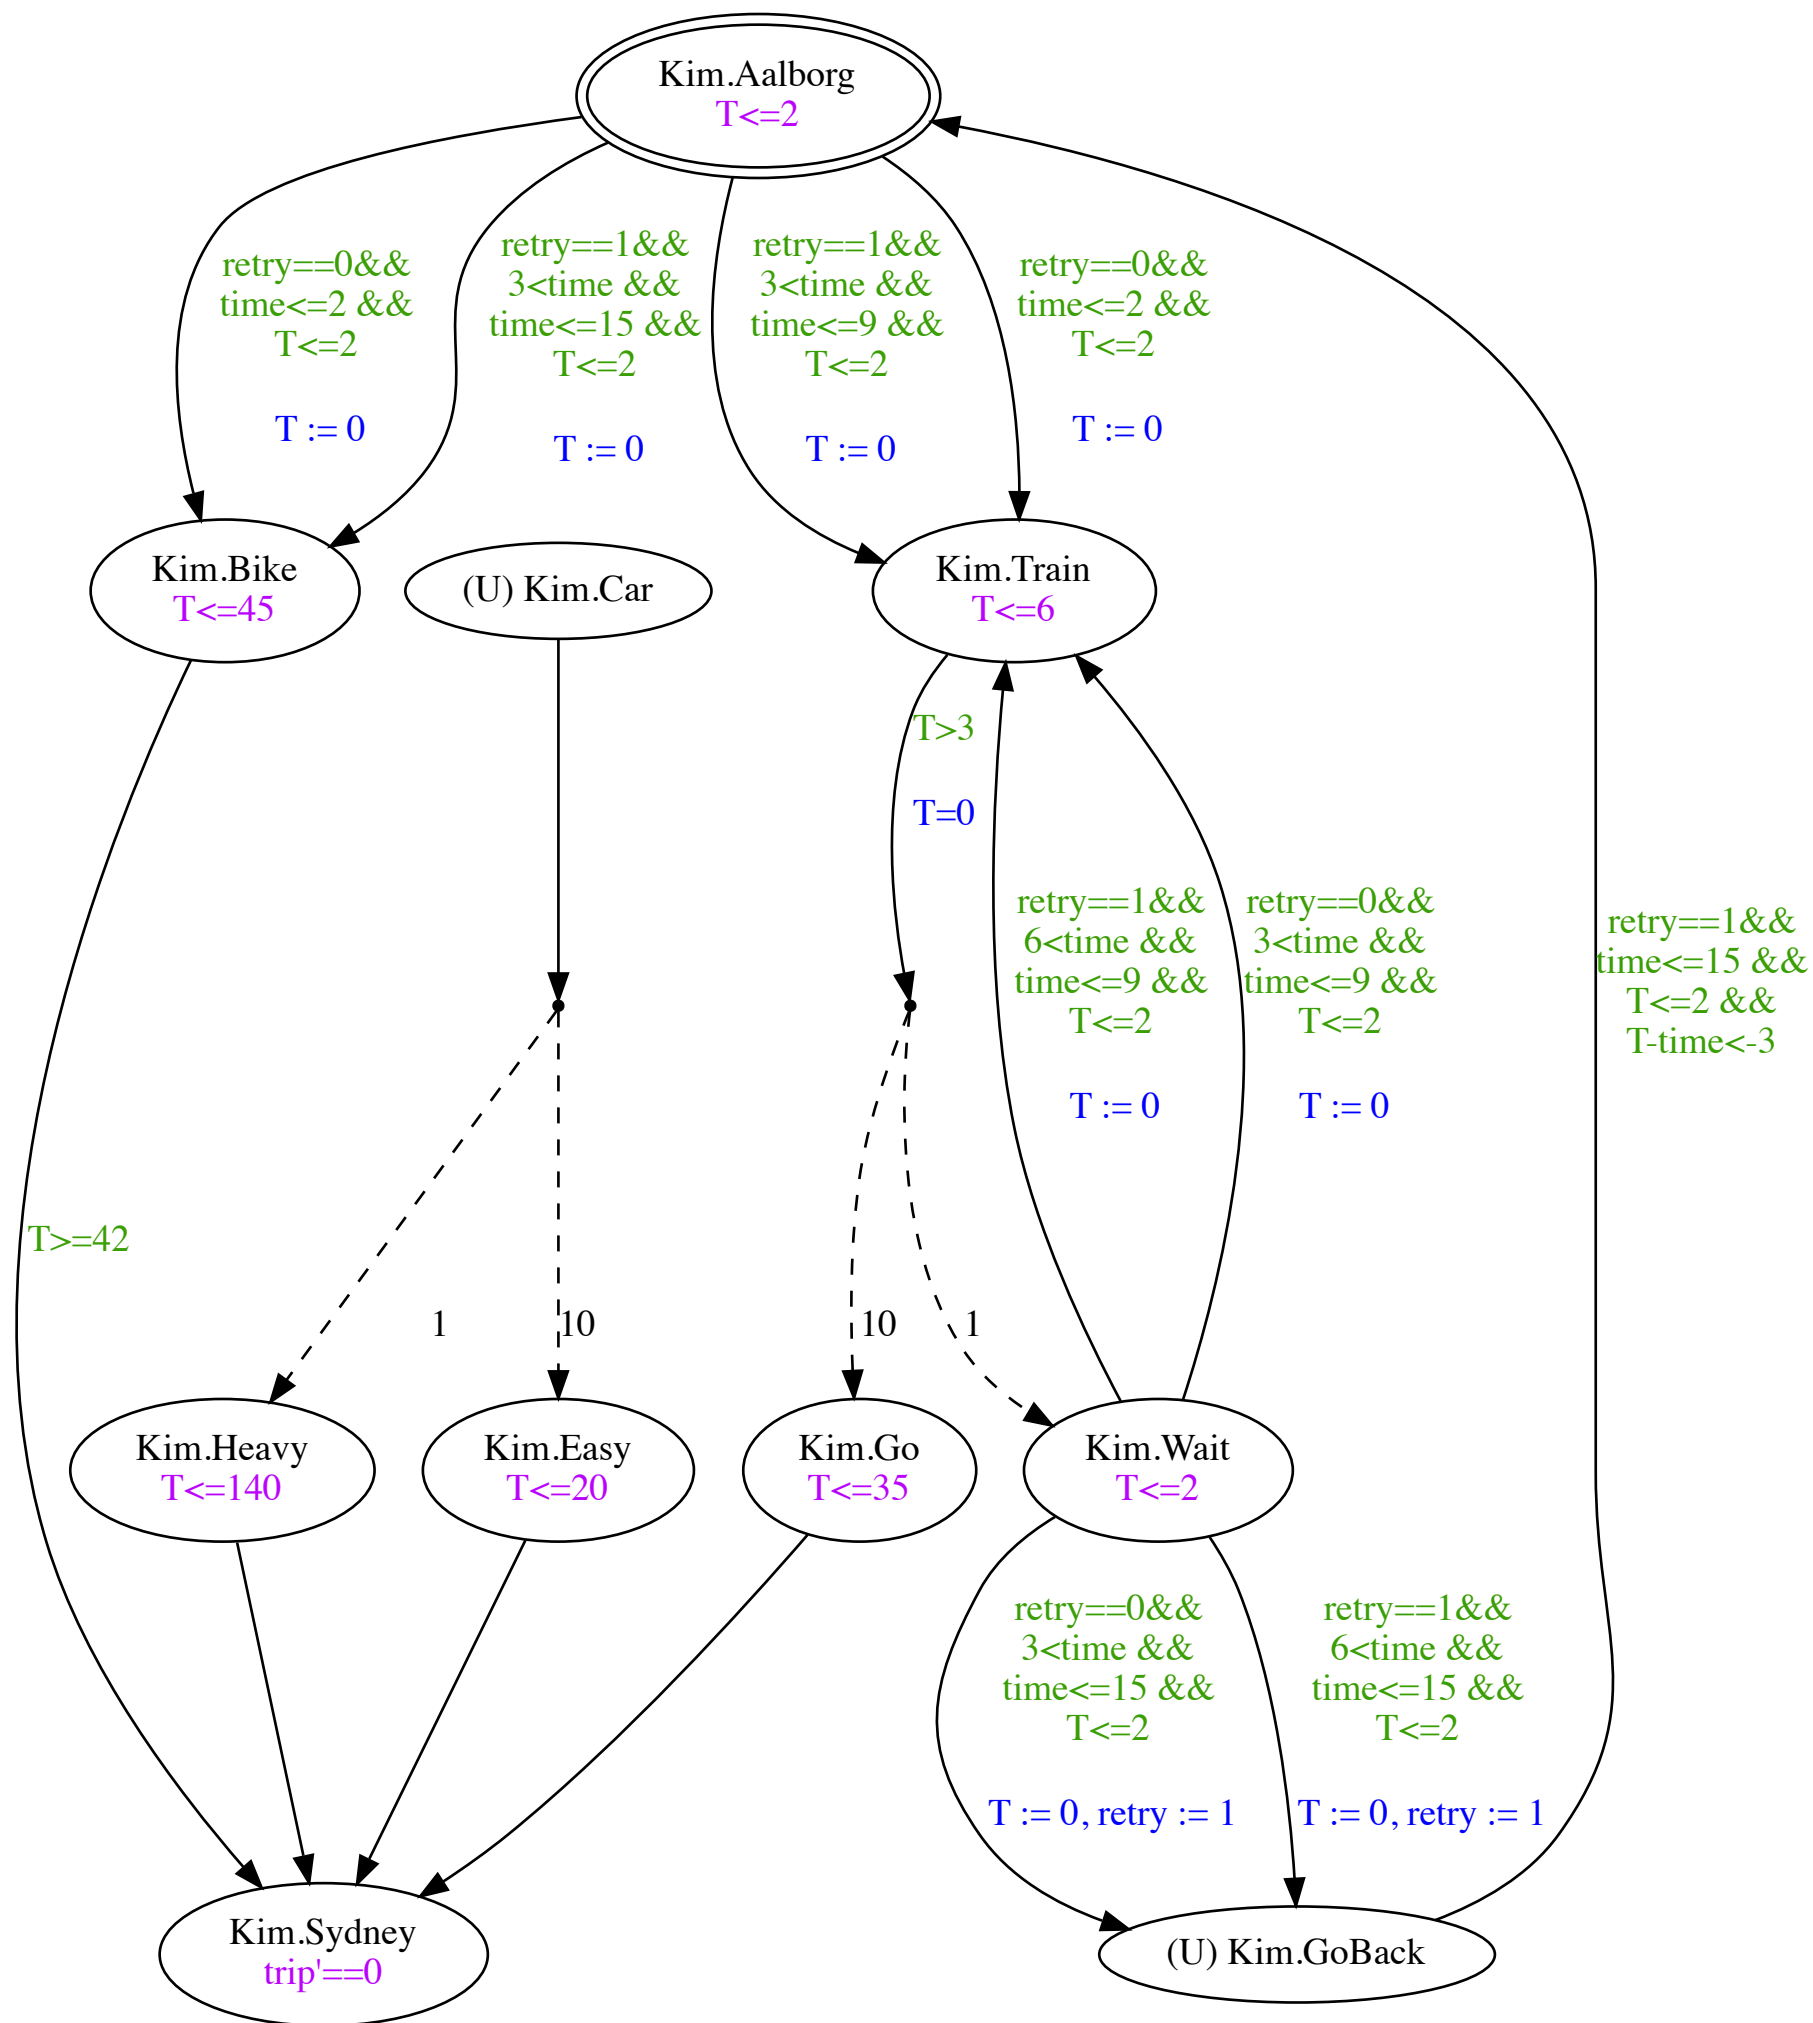 Kim.Aalborg
T<=2
retry==0&&
time<=2 &&
T<=2
T := 0
retry==1&&
3<time &&
time<=15 &&
T<=2
T := 0
retry==1&&
3<time &&
time<=9 &&
T<=2
T := 0
retry==0&&
time<=2 &&
T<=2
T := 0
Kim.Bike
T<=45
(U) Kim.Car
Kim.Train
T<=6
T>3
T=0
retry==1&&
6<time &&
time<=9 &&
T<=2
T := 0
retry==0&&
3<time &&
time<=9 &&
T<=2
T := 0
retry==1&&
time<=15 &&
T<=2 &&
T-time<-3
T>=42
1
10
10
1
Kim.Heavy
T<=140
Kim.Easy
T<=20
Kim.Go
T<=35
Kim.Wait
T<=2
retry==0&&
3<time &&
time<=15 &&
T<=2
T := 0, retry := 1
retry==1&&
6<time &&
time<=15 &&
T<=2
T := 0, retry := 1
Kim.Sydney
trip'==0
(U) Kim.GoBack